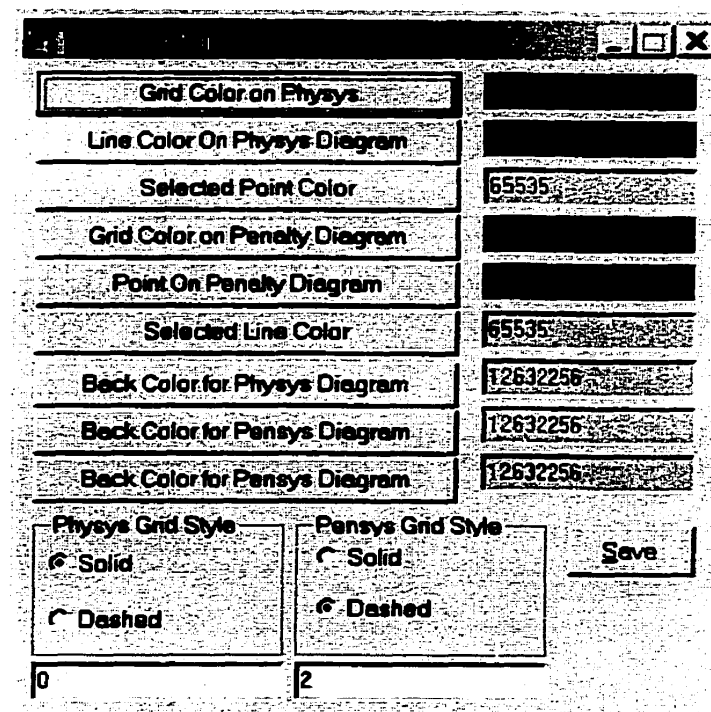 Grid Color on Physys
Line Color On Physys Diagram
Selected Point Color 65535
Grid Color on Penalty Diagram
Point On Penalty Diagram
Selected Line Color 65535
Back Color for Physys Diagram 12632256
Back Color for Pensys Diagram 12632256
Back Color for Pensys Diagram 12632256
Physys Grid Style Pensys Grid Style
Solid Solid Save
Dashed Dashed
0 2